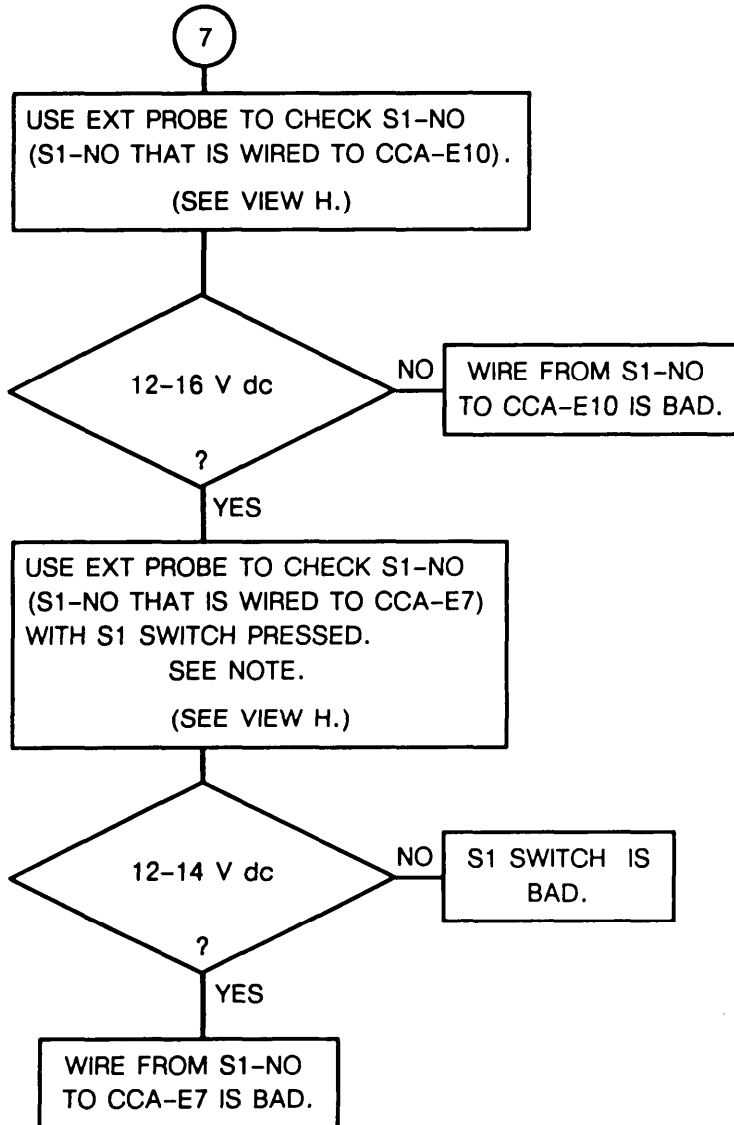 7
USE EXT PROBE TO CHECK S1-NO
(S1-NO THAT IS WIRED TO CCA-E10).
(SEE VIEW H.)
12-16 V dc
?
NO
WIRE FROM S1-NO
TO CCA-E10 IS BAD.
YES
USE EXT PROBE TO CHECK S1-NO
(S1-NO THAT IS WIRED TO CCA-E7)
WITH S1 SWITCH PRESSED.
SEE NOTE.
(SEE VIEW H.)
12-14 V dc
?
NO
S1 SWITCH IS
BAD.
YES
WIRE FROM S1-NO
TO CCA-E7 IS BAD.